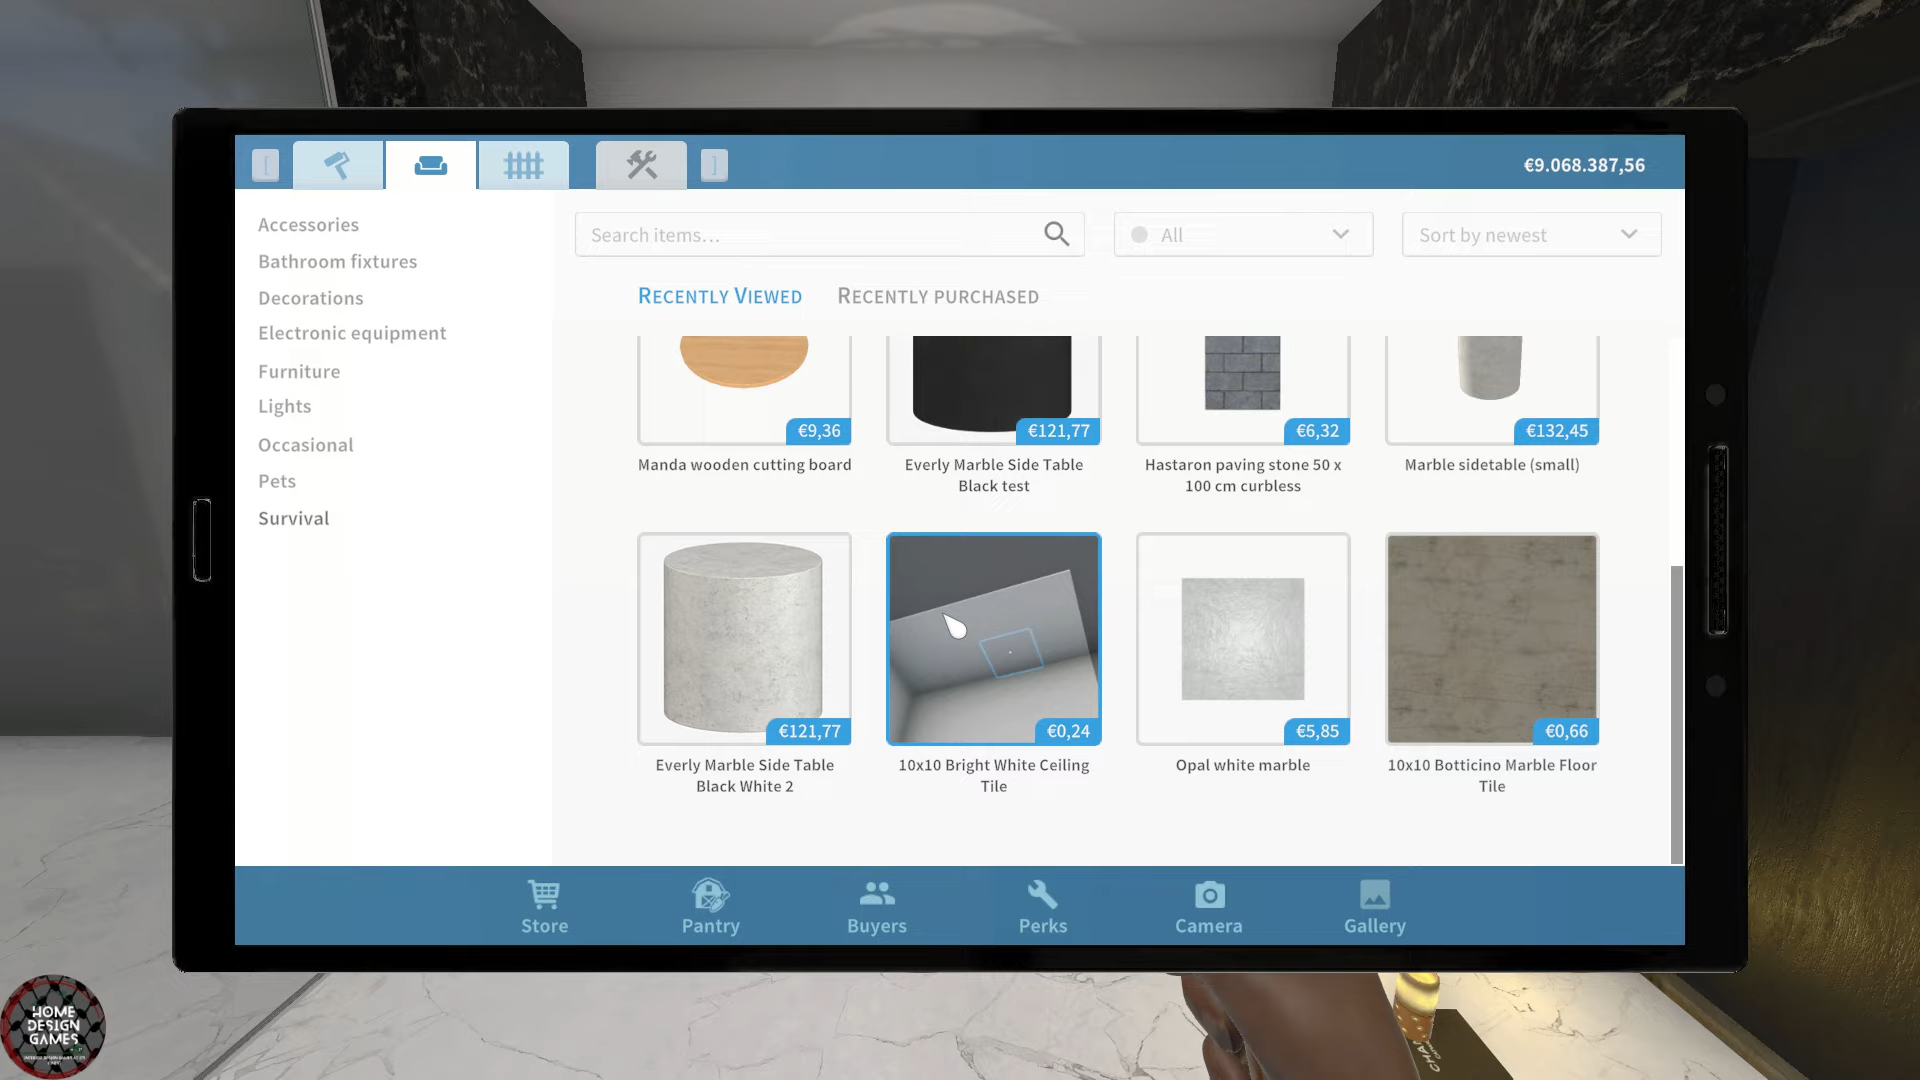 [
]
€9.068.387,56
Accessories
Bathroom fixtures
Decorations
Electronic equipment
Furniture
Lights
Occasional
Pets
Survival
Search items...
All
Sort by newest
RECENTLY VIEWED
RECENTLY PURCHASED
€9,36
€121,77
€6,32
€132,45
Manda wooden cutting board
Everly Marble Side Table
Black test
Hastaron paving stone 50 x
100 cm curbless
Marble sidetable (small)
€121,77
€0,24
€5,85
€0,66
Everly Marble Side Table
Black White 2
10x10 Bright White Ceiling
Tile
Opal white marble
10x10 Botticino Marble Floor
Tile
Store
Pantry
Buyers
Perks
Camera
Gallery
HOME
DESIGN
GAMES